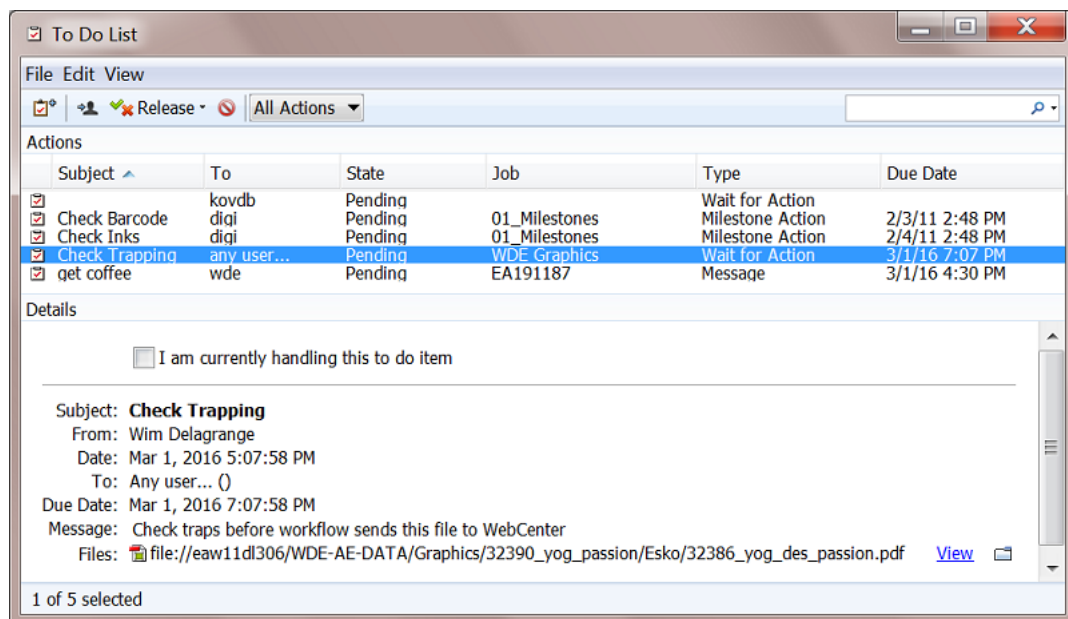 To Do List
File Edit View
Release All Actions
Actions
Subject To State Job Type Due Date
kovdb Pending Wait for Action
Check Barcode digi Pending 01_Milestones Milestone Action 2/3/11 2:48 PM
Check Inks digi Pending 01_Milestones Milestone Action 2/4/11 2:48 PM
Check Trapping any user... Pending WDE Graphics Wait for Action 3/1/16 7:07 PM
get coffee wde Pending EA191187 Message 3/1/16 4:30 PM
Details
I am currently handling this to do item
Subject: Check Trapping
From: Wim Delagrange
Date: Mar 1, 2016 5:07:58 PM
To: Any user... ()
Due Date: Mar 1, 2016 7:07:58 PM
Message: Check traps before workflow sends this file to WebCenter
Files: file://eaw11dl306/WDE-AE-DATA/Graphics/32390_yog_passion/Esko/32386_yog_des_passion.pdf View
1 of 5 selected